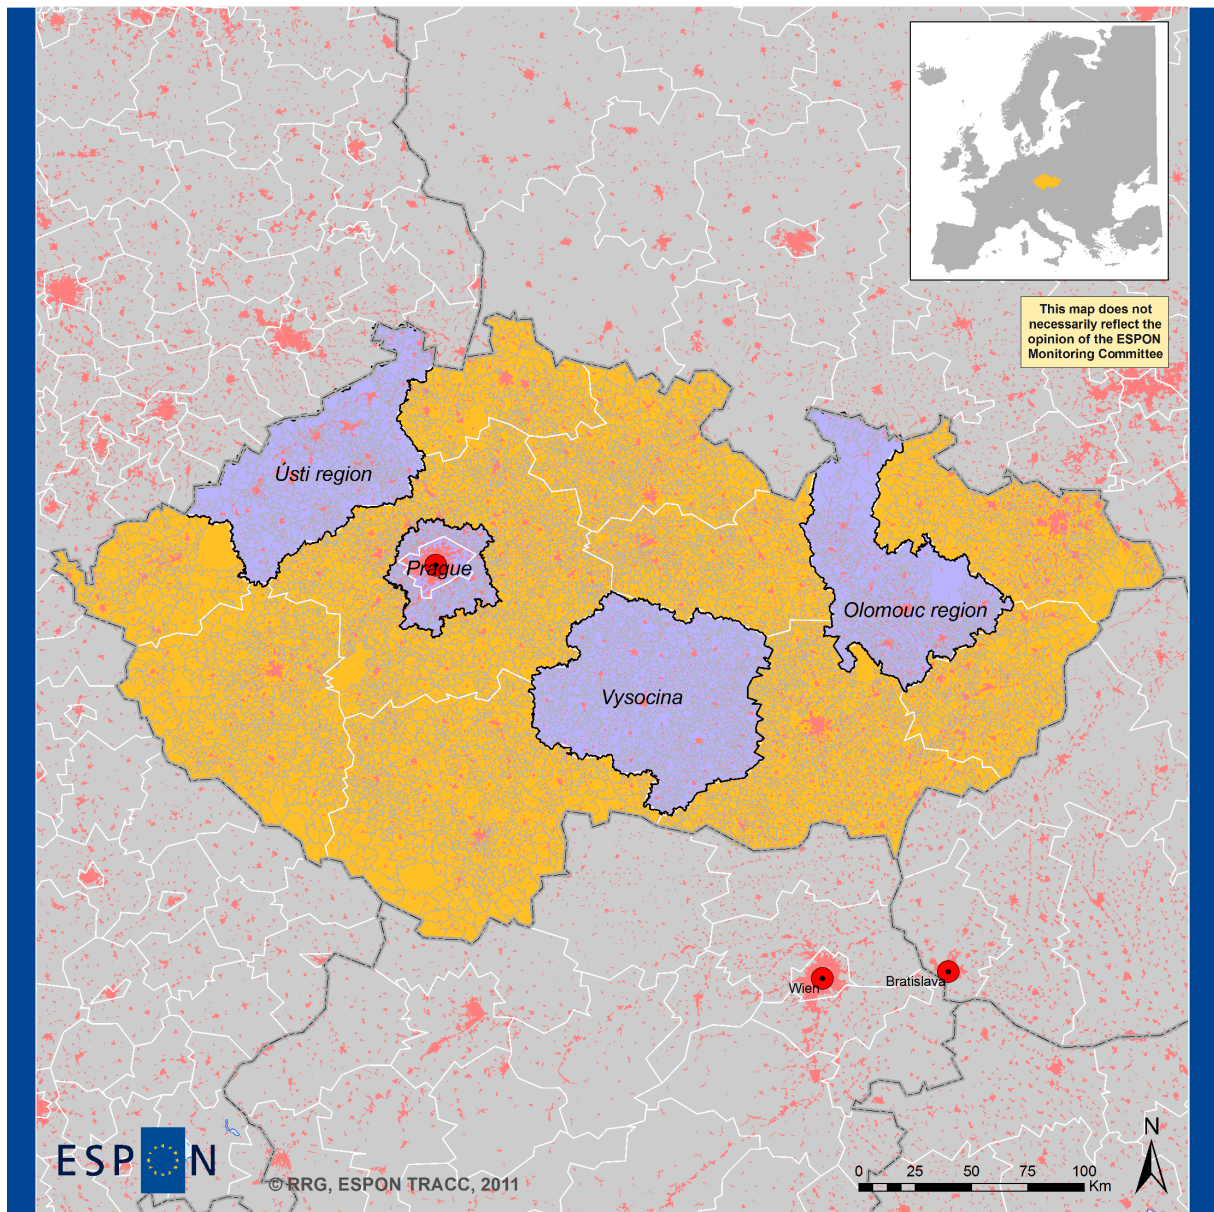 This map does not
necessarily reflect the
opinion of the ESPON
Monitoring Committee
Ústi region
Prague
Olomouc region
Vysocina
Wien
Bratislava
N
ESPON
© RRG, ESPON TRACC, 2011
0 25 50 75 100
Km